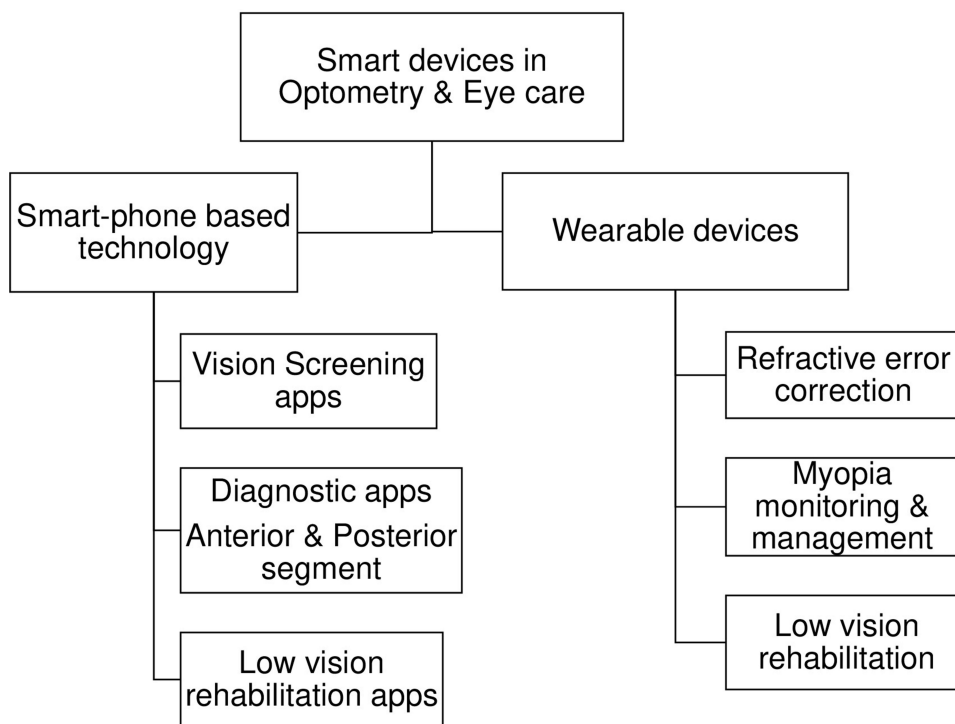 Smart devices in
Optometry & Eye care
Smart-phone based
technology
Wearable devices
Vision Screening
apps
Diagnostic apps
Anterior & Posterior
segment
Low vision
rehabilitation apps
Refractive error
correction
Myopia
monitoring &
management
Low vision
rehabilitation